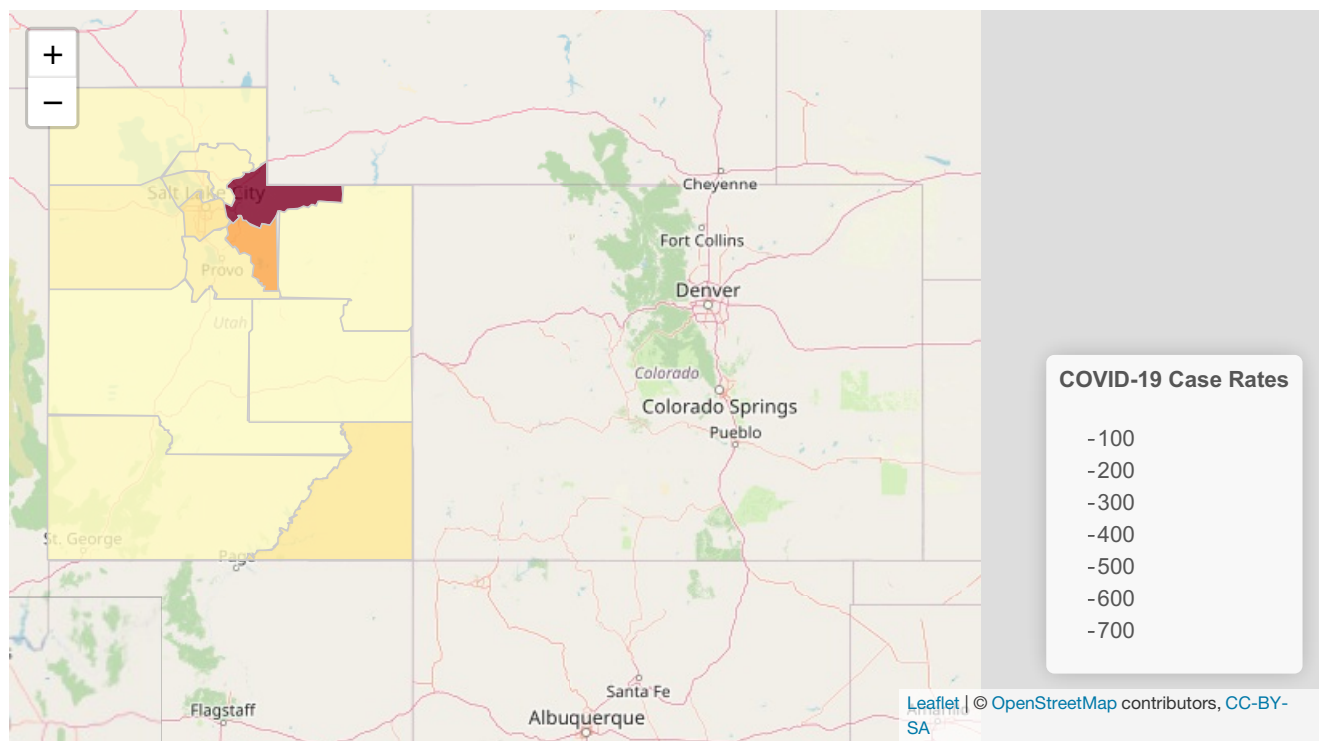 +
−
Salt Lake City
Provo
Utah
St. George
Page
Flagstaff
Cheyenne
Fort Collins
Denver
Colorado
Colorado Springs
Pueblo
Santa Fe
Albuquerque
COVID-19 Case Rates
-100
-200
-300
-400
-500
-600
-700
Leaflet | © OpenStreetMap contributors, CC-BY-
SA